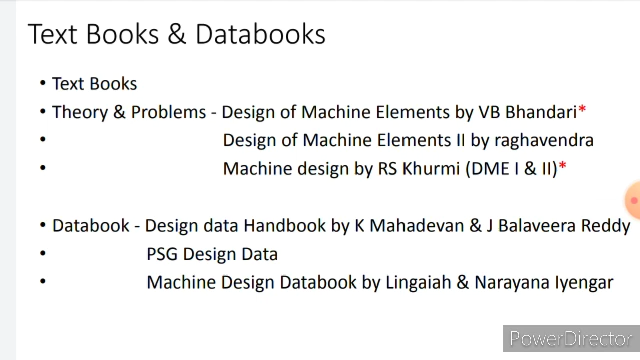 Text Books & Databooks
• Text Books
• Theory & Problems - Design of Machine Elements by VB Bhandari*
• Design of Machine Elements II by raghavendra
• Machine design by RS Khurmi (DME I & II)*
• Databook - Design data Handbook by K Mahadevan & J Balaveera Reddy
• PSG Design Data
• Machine Design Databook by Lingaiah & Narayana Iyengar
PowerDirector